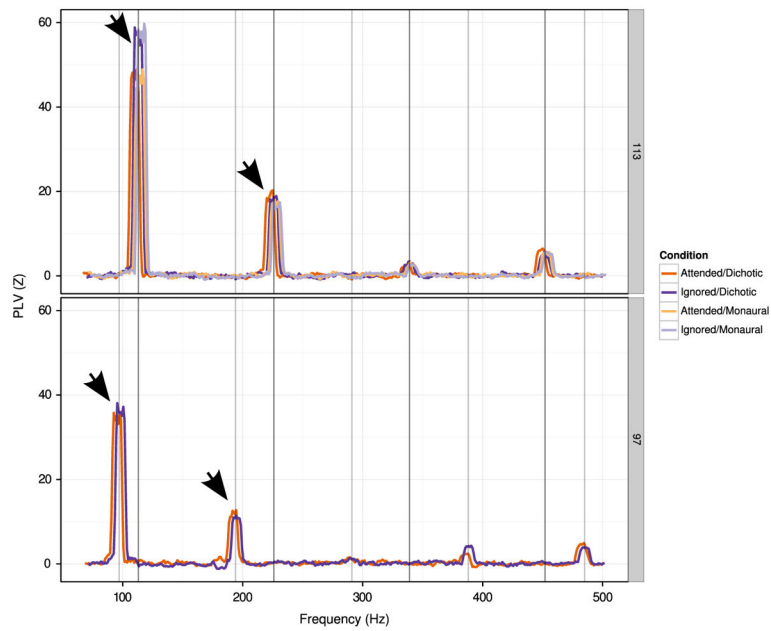 60
40
20
0
113
60
40
20
0
97
PLV (Z)
100
200
300
400
500
Frequency (Hz)
Condition
Attended/Dichotic
Ignored/Dichotic
Attended/Monaural
Ignored/Monaural